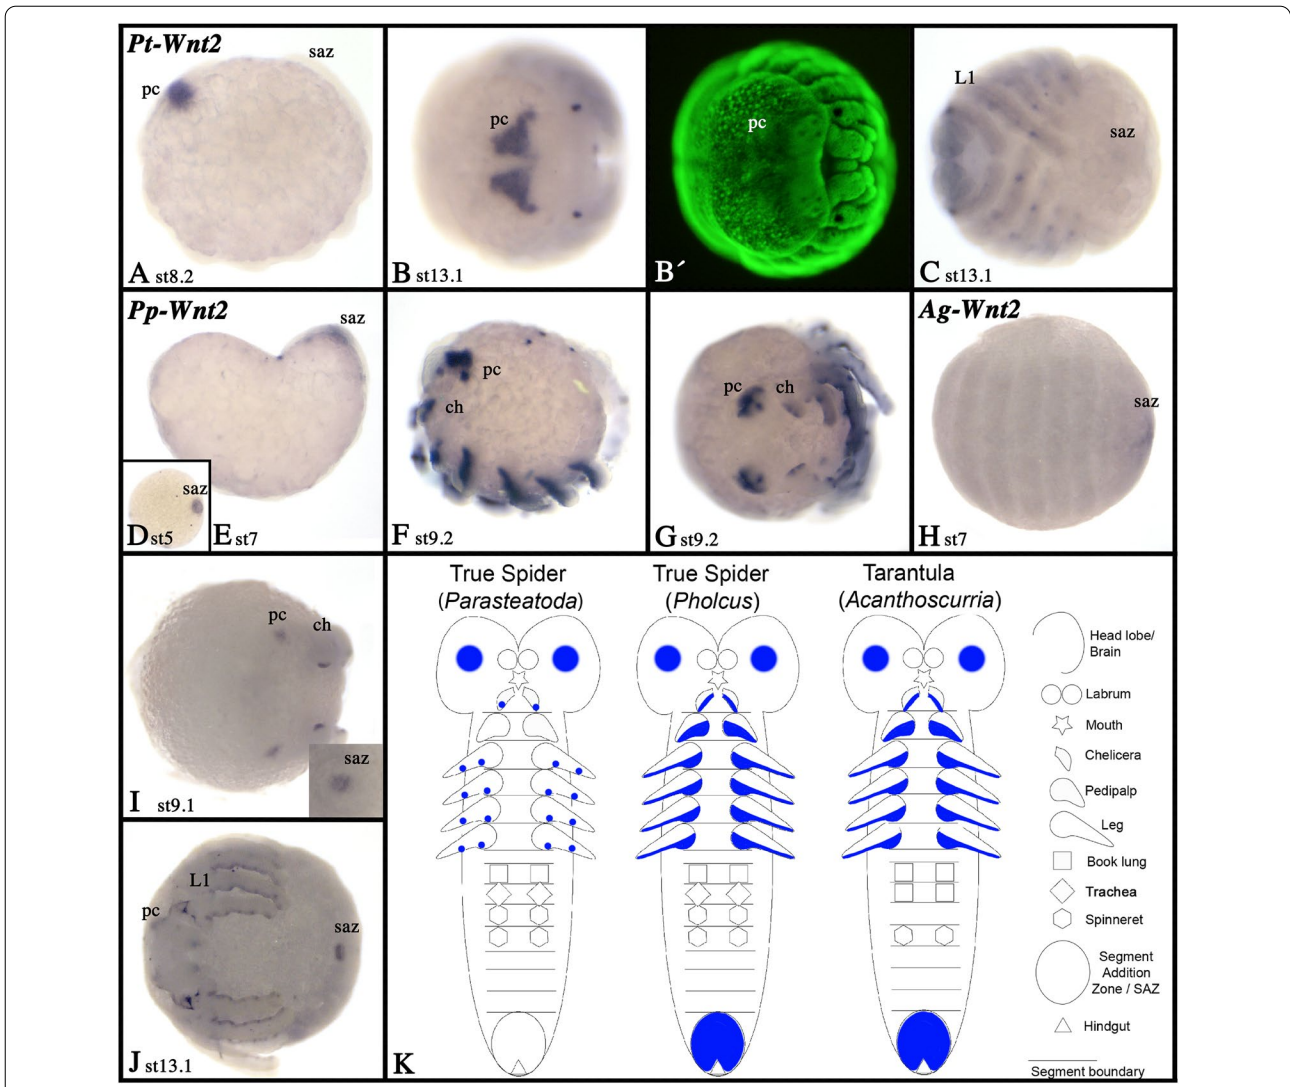 Pt-Wnt2
saz
pc
A st8.2
pc
B st13.1
pc
B´
L1
saz
C st13.1
Pp-Wnt2
saz
saz
D st5
E st7
pc
ch
F st9.2
pc
ch
G st9.2
Ag-Wnt2
saz
H st7
pc
ch
saz
I st9.1
L1
pc
saz
J st13.1
True Spider
(Parasteatoda)
True Spider
(Pholcus)
Tarantula
(Acanthoscurria)
Head lobe/
Brain
Labrum
Mouth
Chelicera
Pedipalp
Leg
Book lung
Trachea
Spinneret
Segment
Addition
Zone / SAZ
Hindgut
Segment boundary
K